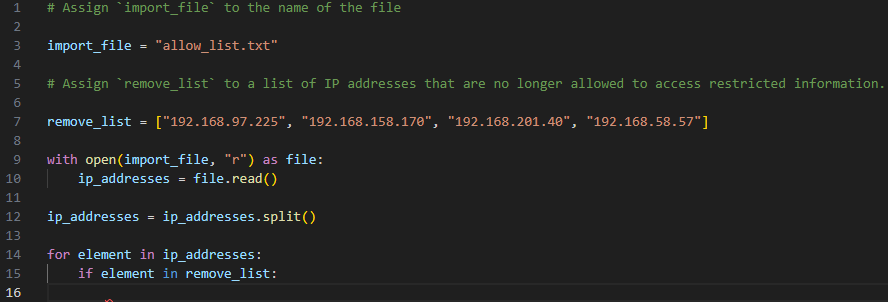 1 # Assign `import_file` to the name of the file
2
3 import_file = "allow_list.txt"
4
5 # Assign `remove_list` to a list of IP addresses that are no longer allowed to access restricted information.
6
7 remove_list = ["192.168.97.225", "192.168.158.170", "192.168.201.40", "192.168.58.57"]
8
9 with open(import_file, "r") as file:
10     ip_addresses = file.read()
11
12 ip_addresses = ip_addresses.split()
13
14 for element in ip_addresses:
15     if element in remove_list:
16